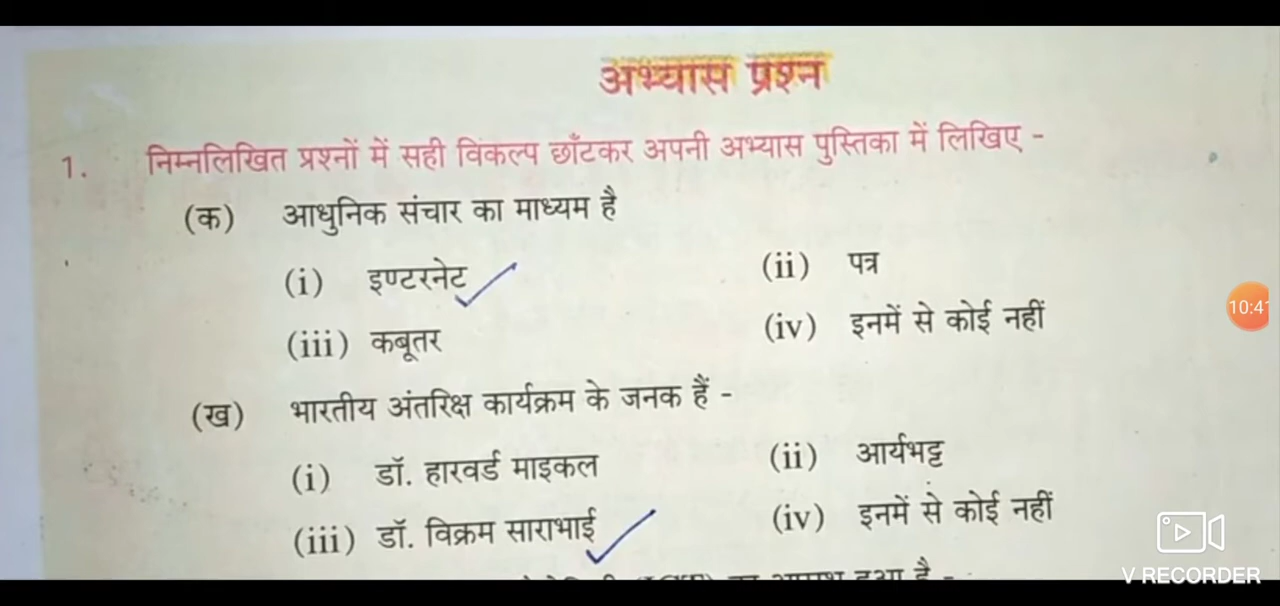 अभ्यास प्रश्न
1. निम्नलिखित प्रश्नों में सही विकल्प छाँटकर अपनी अभ्यास पुस्तिका में लिखिए -
(क) आधुनिक संचार का माध्यम है
(i) इण्टरनेट (ii) पत्र
(iii) कबूतर (iv) इनमें से कोई नहीं
(ख) भारतीय अंतरिक्ष कार्यक्रम के जनक हैं -
(i) डॉ. हारवर्ड माइकल (ii) आर्यभट्ट
(iii) डॉ. विक्रम साराभाई (iv) इनमें से कोई नहीं
10:41
V RECORDER